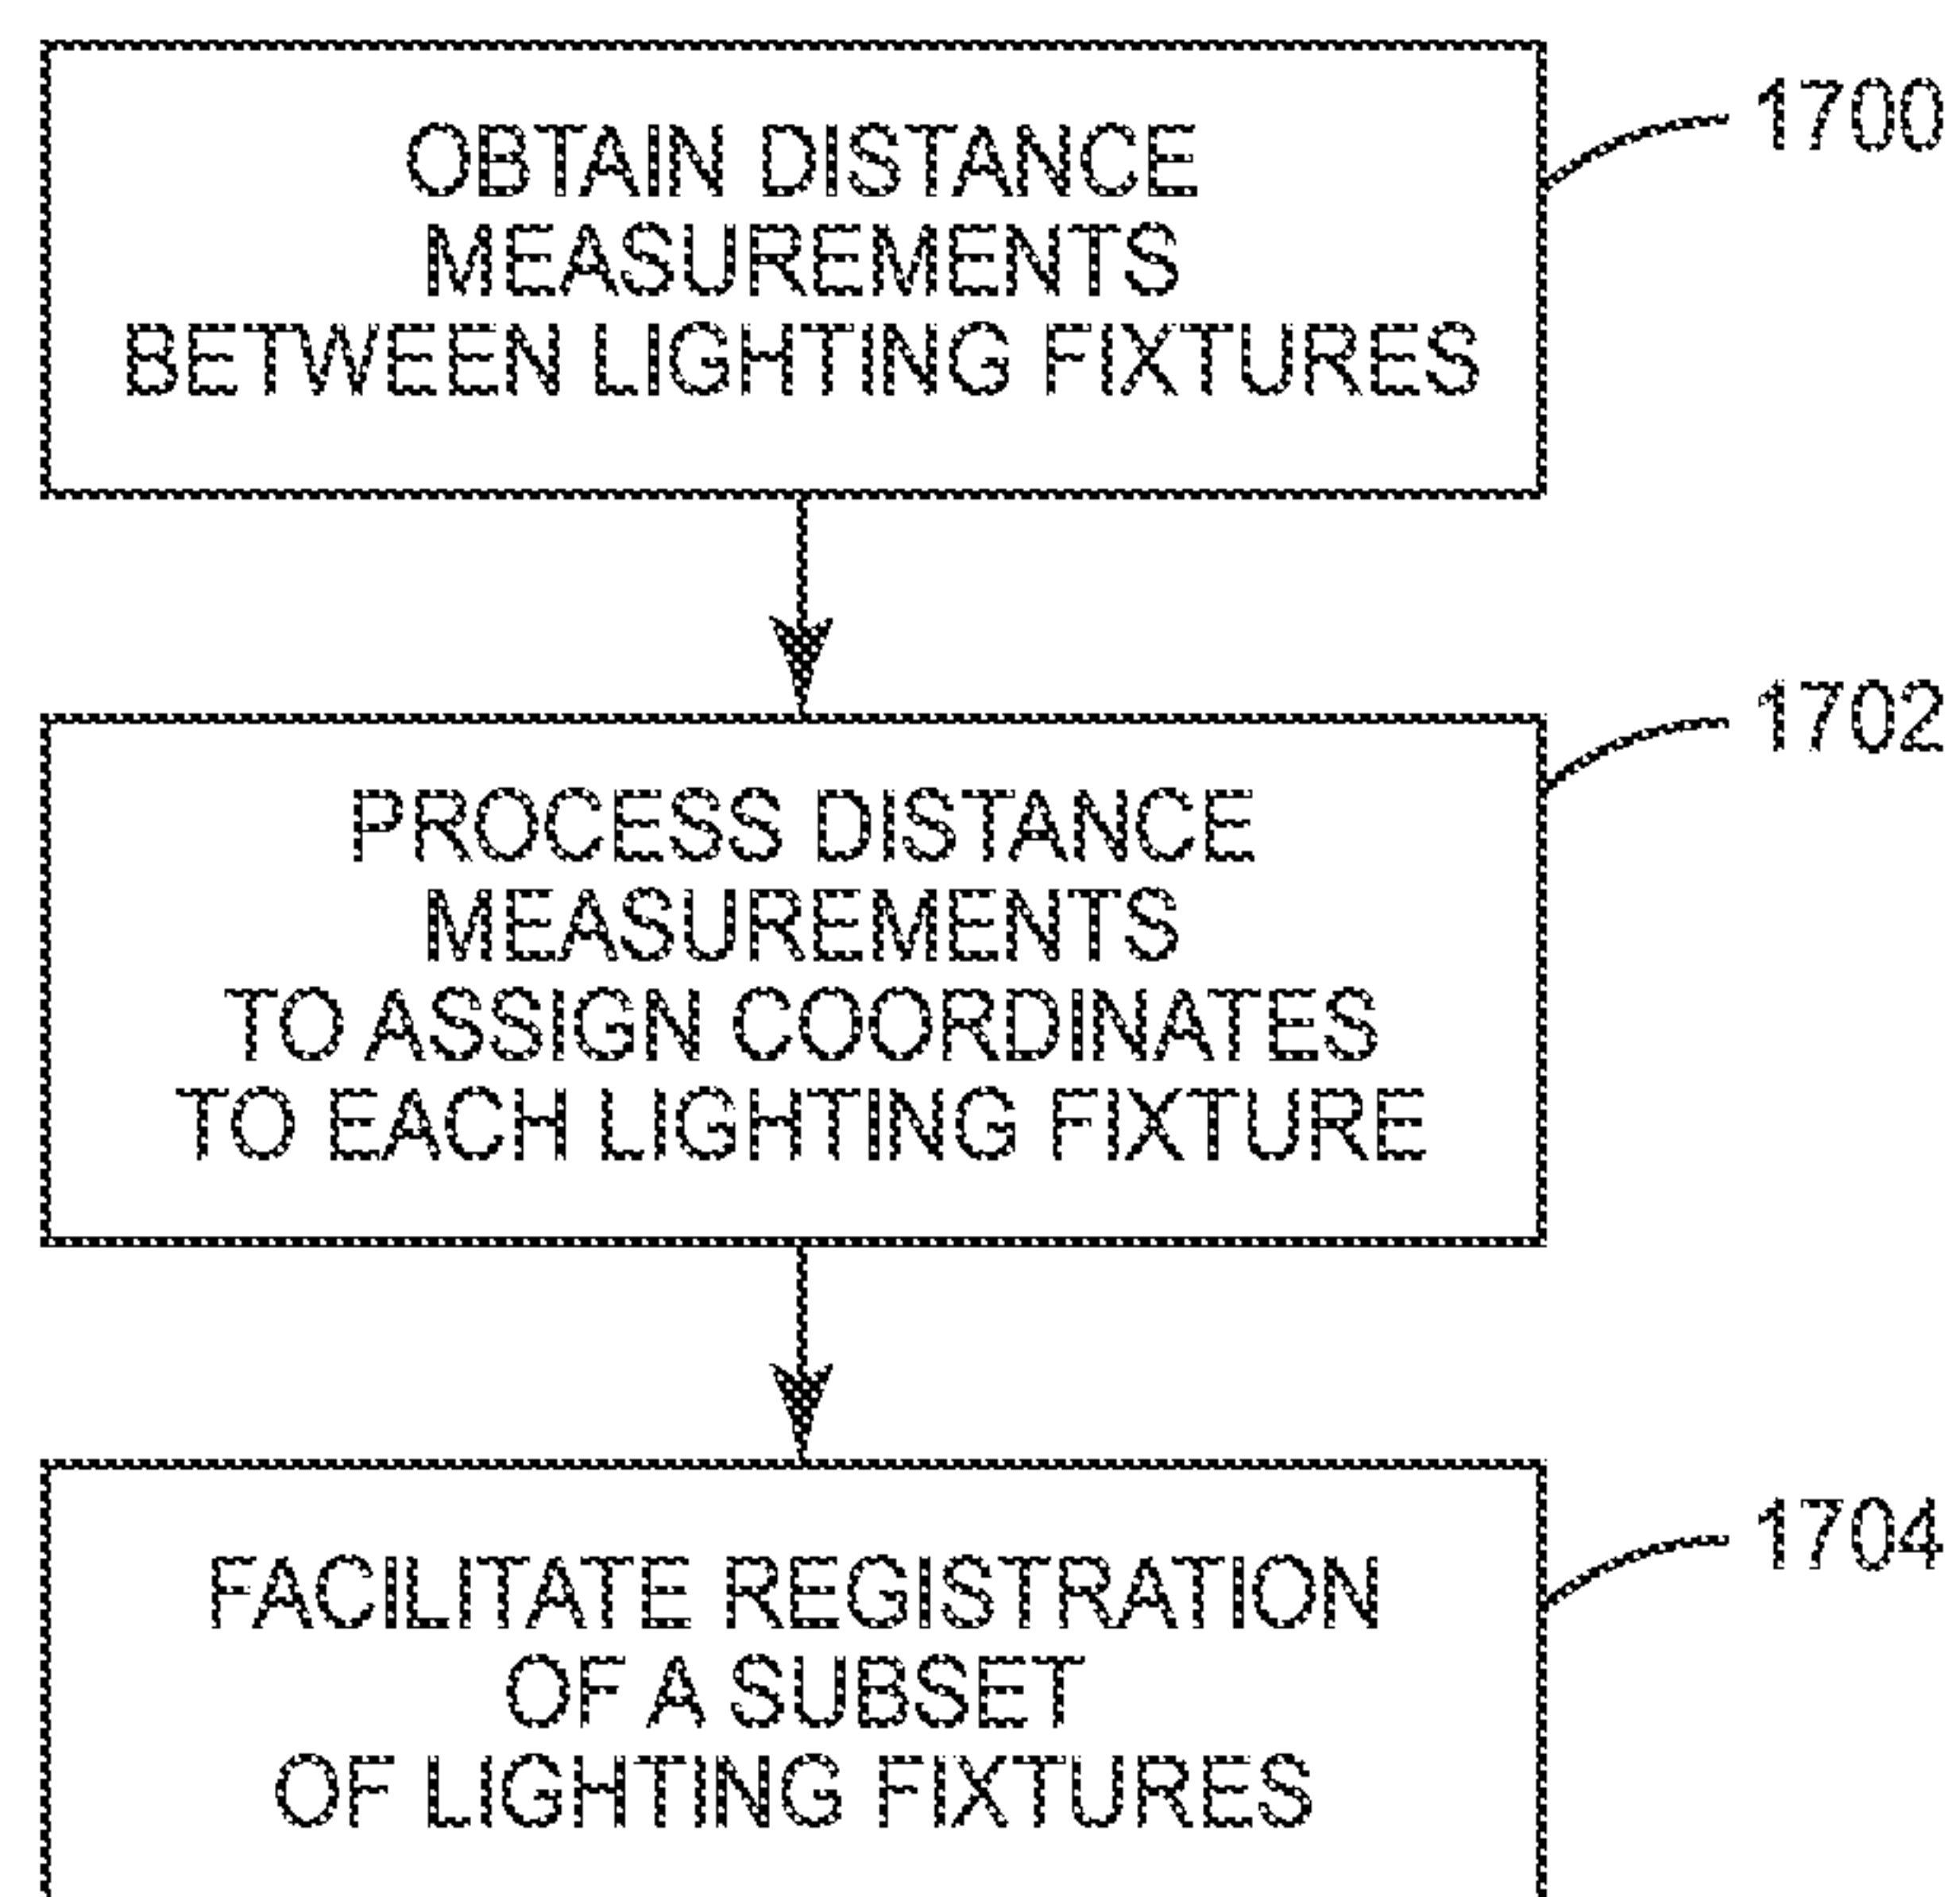 OBTAIN DISTANCE
MEASUREMENTS
BETWEEN LIGHTING FIXTURES
1700
PROCESS DISTANCE
MEASUREMENTS
TO ASSIGN COORDINATES
TO EACH LIGHTING FIXTURE
1702
FACILITATE REGISTRATION
OF A SUBSET
OF LIGHTING FIXTURES
1704